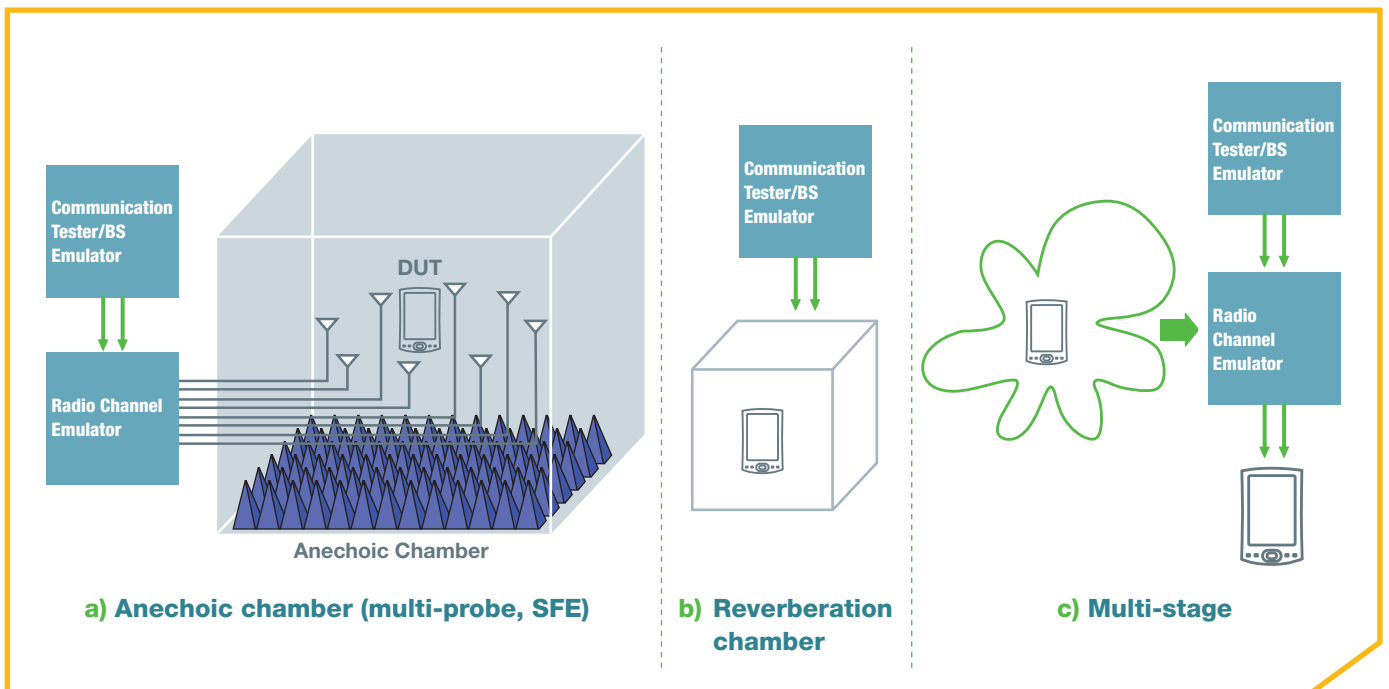 Communication
Tester/BS
Emulator
Radio Channel
Emulator
DUT
Anechoic Chamber
a) Anechoic chamber (multi-probe, SFE)
Communication
Tester/BS
Emulator
b) Reverberation
chamber
Communication
Tester/BS
Emulator
Radio
Channel
Emulator
c) Multi-stage